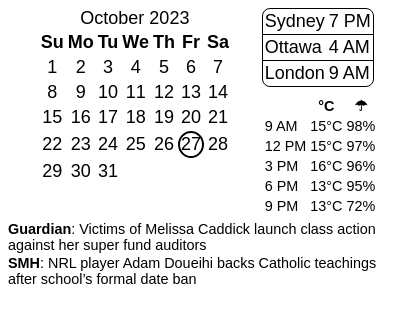 October 2023
Su Mo Tu We Th Fr Sa
1 2 3 4 5 6 7
8 9 10 11 12 13 14
15 16 17 18 19 20 21
22 23 24 25 26 27 28
29 30 31
Sydney 7 PM
Ottawa 4 AM
London 9 AM
°C ☂
9 AM 15°C 98%
12 PM 15°C 97%
3 PM 16°C 96%
6 PM 13°C 95%
9 PM 13°C 72%
Guardian: Victims of Melissa Caddick launch class action
against her super fund auditors
SMH: NRL player Adam Doueihi backs Catholic teachings
after school’s formal date ban